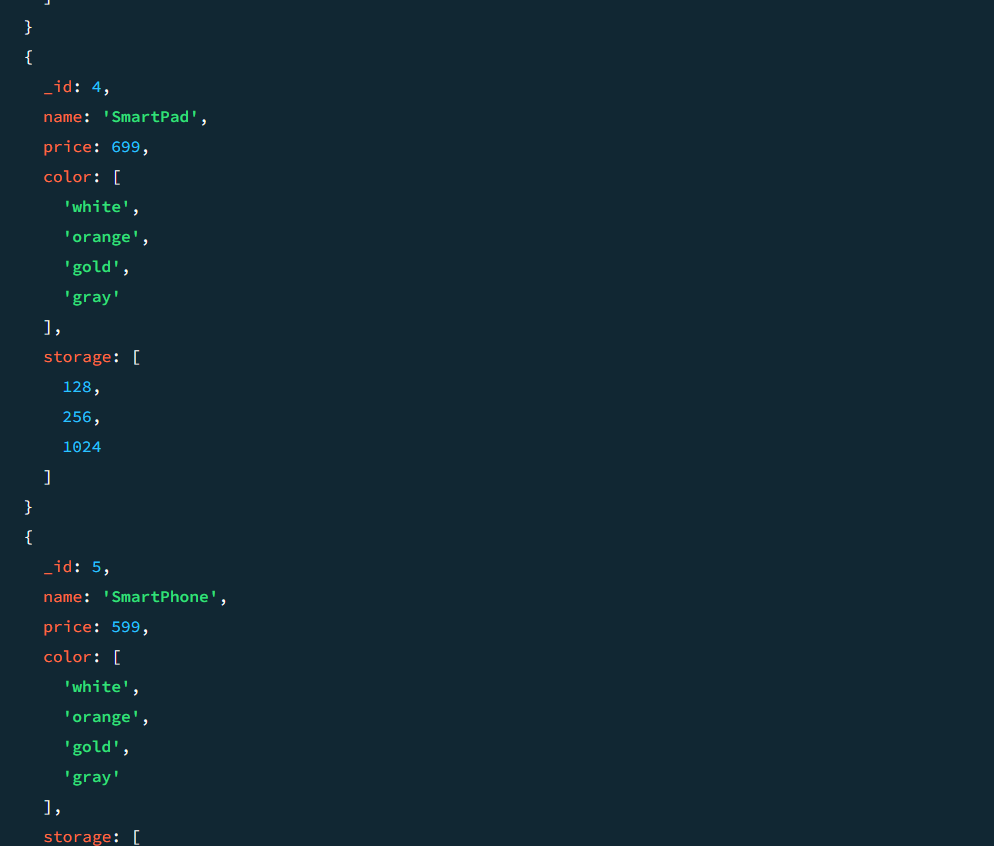 ]
}
{
  _id: 4,
  name: 'SmartPad',
  price: 699,
  color: [
    'white',
    'orange',
    'gold',
    'gray'
  ],
  storage: [
    128,
    256,
    1024
  ]
}
{
  _id: 5,
  name: 'SmartPhone',
  price: 599,
  color: [
    'white',
    'orange',
    'gold',
    'gray'
  ],
  storage: [